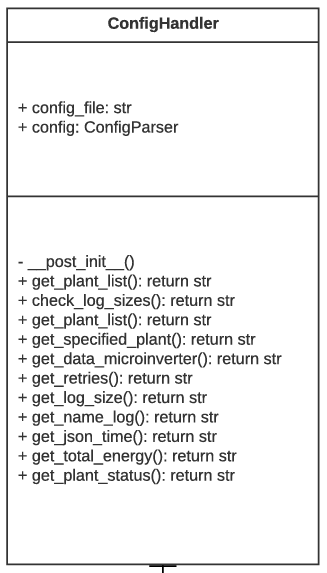 ConfigHandler
+ config_file: str
+ config: ConfigParser
- __post_init__()
+ get_plant_list(): return str
+ check_log_sizes(): return str
+ get_plant_list(): return str
+ get_specified_plant(): return str
+ get_data_microinverter(): return str
+ get_retries(): return str
+ get_log_size(): return str
+ get_name_log(): return str
+ get_json_time(): return str
+ get_total_energy(): return str
+ get_plant_status(): return str